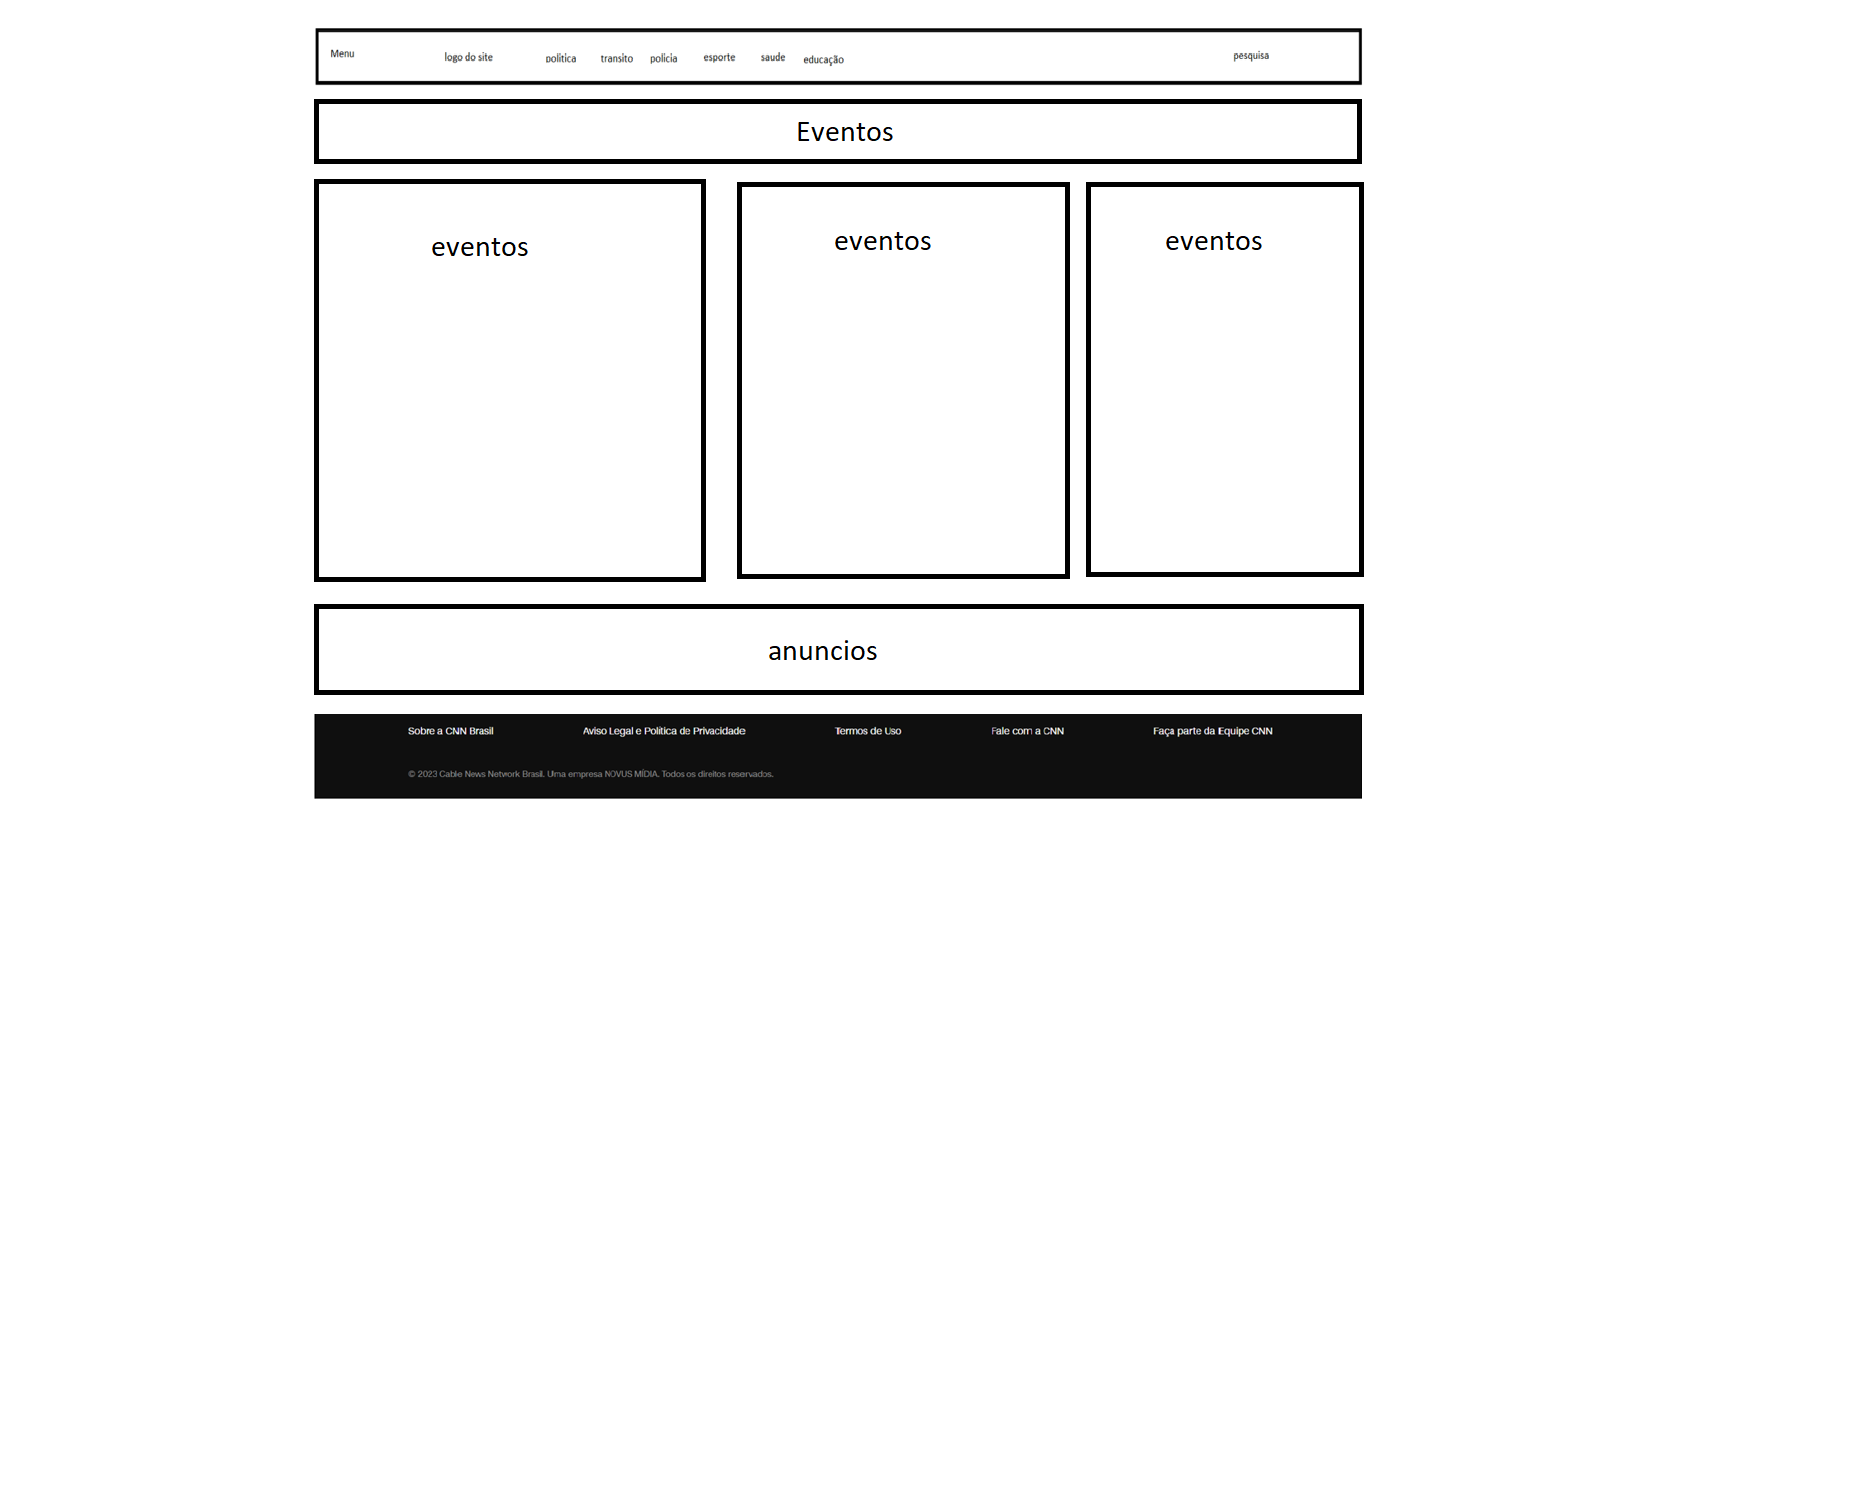 Menu logo do site politica transito policia esporte saude educação pesquisa
Eventos
eventos eventos eventos
anuncios
Sobre a CNN Brasil Aviso Legal e Política de Privacidade Termos de Uso Fale com a CNN Faça parte da Equipe CNN
© 2023 Cable News Network Brasil. Uma empresa NOVUS MÍDIA. Todos os direitos reservados.